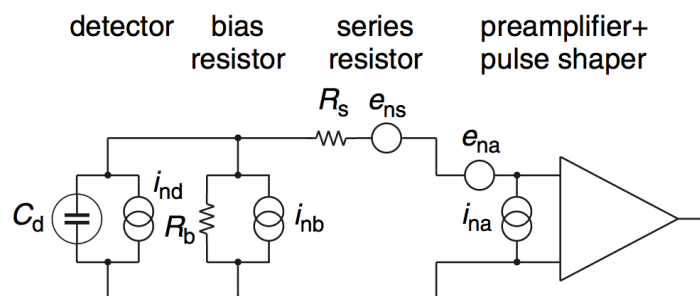 detector bias series preamplifier+
resistor resistor pulse shaper
Rs ens
ena
ind
Cd Rb inb ina